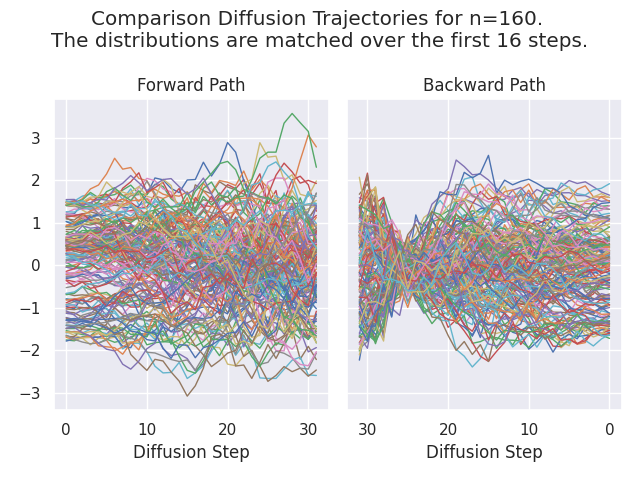 Comparison Diffusion Trajectories for n=160.
The distributions are matched over the first 16 steps.
Forward Path
Backward Path
3
2
1
0
−1
−2
−3
0 10 20 30
30 20 10 0
Diffusion Step
Diffusion Step